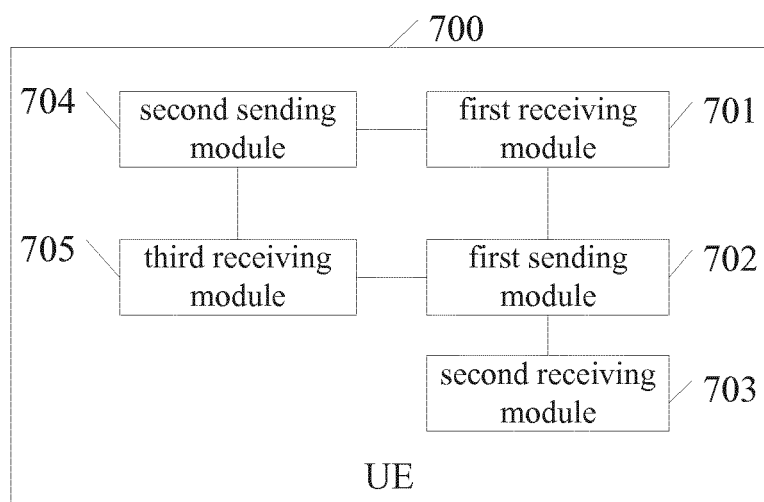 700
704
second sending
module
first receiving
module
701
705
third receiving
module
first sending
module
702
second receiving
module
703
UE